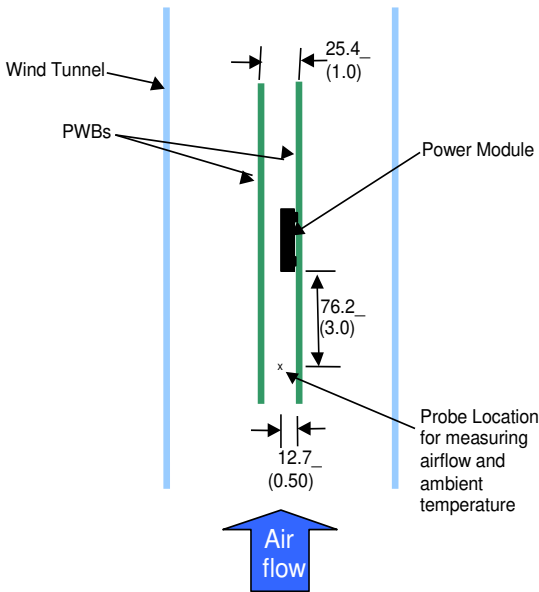 25.4_
(1.0)
Wind Tunnel
PWBs
Power Module
76.2_
(3.0)
x
Probe Location
for measuring
airflow and
ambient
temperature
12.7_
(0.50)
Air
flow